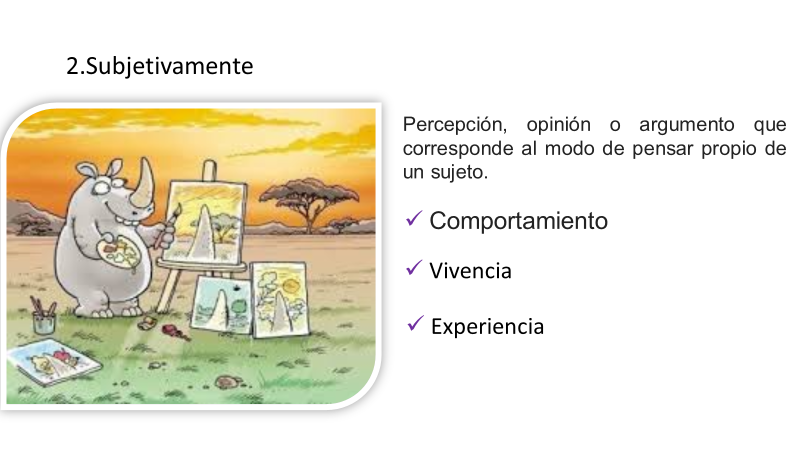 2.Subjetivamente
Percepción, opinión o argumento que
corresponde al modo de pensar propio de
un sujeto.
✓ Comportamiento
✓ Vivencia
✓ Experiencia